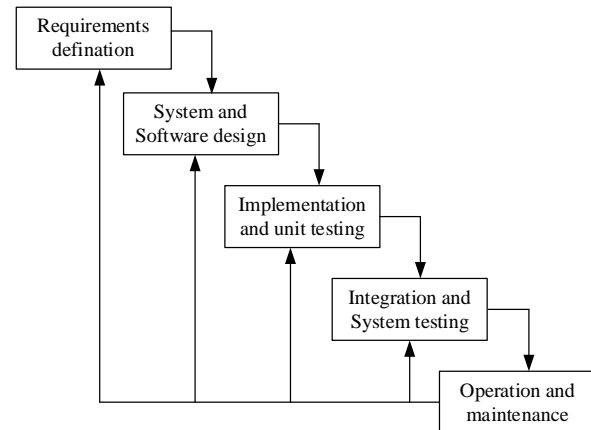 Requirements
defination
System and
Software design
Implementation
and unit testing
Integration and
System testing
Operation and
maintenance